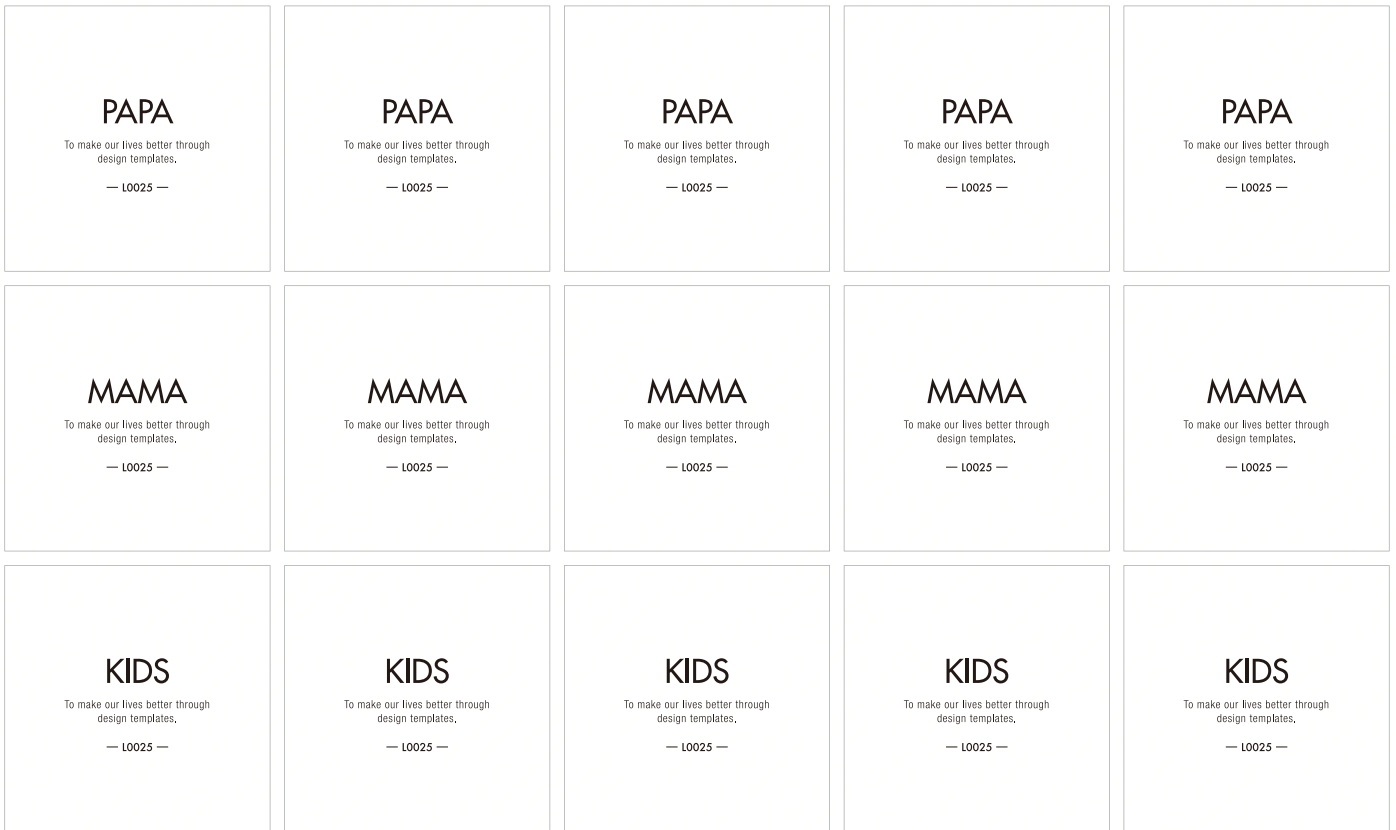 PAPA
To make our lives better through
design templates.
— L0025 —
PAPA
To make our lives better through
design templates.
— L0025 —
PAPA
To make our lives better through
design templates.
— L0025 —
PAPA
To make our lives better through
design templates.
— L0025 —
PAPA
To make our lives better through
design templates.
— L0025 —
MAMA
To make our lives better through
design templates.
— L0025 —
MAMA
To make our lives better through
design templates.
— L0025 —
MAMA
To make our lives better through
design templates.
— L0025 —
MAMA
To make our lives better through
design templates.
— L0025 —
MAMA
To make our lives better through
design templates.
— L0025 —
KIDS
To make our lives better through
design templates.
— L0025 —
KIDS
To make our lives better through
design templates.
— L0025 —
KIDS
To make our lives better through
design templates.
— L0025 —
KIDS
To make our lives better through
design templates.
— L0025 —
KIDS
To make our lives better through
design templates.
— L0025 —